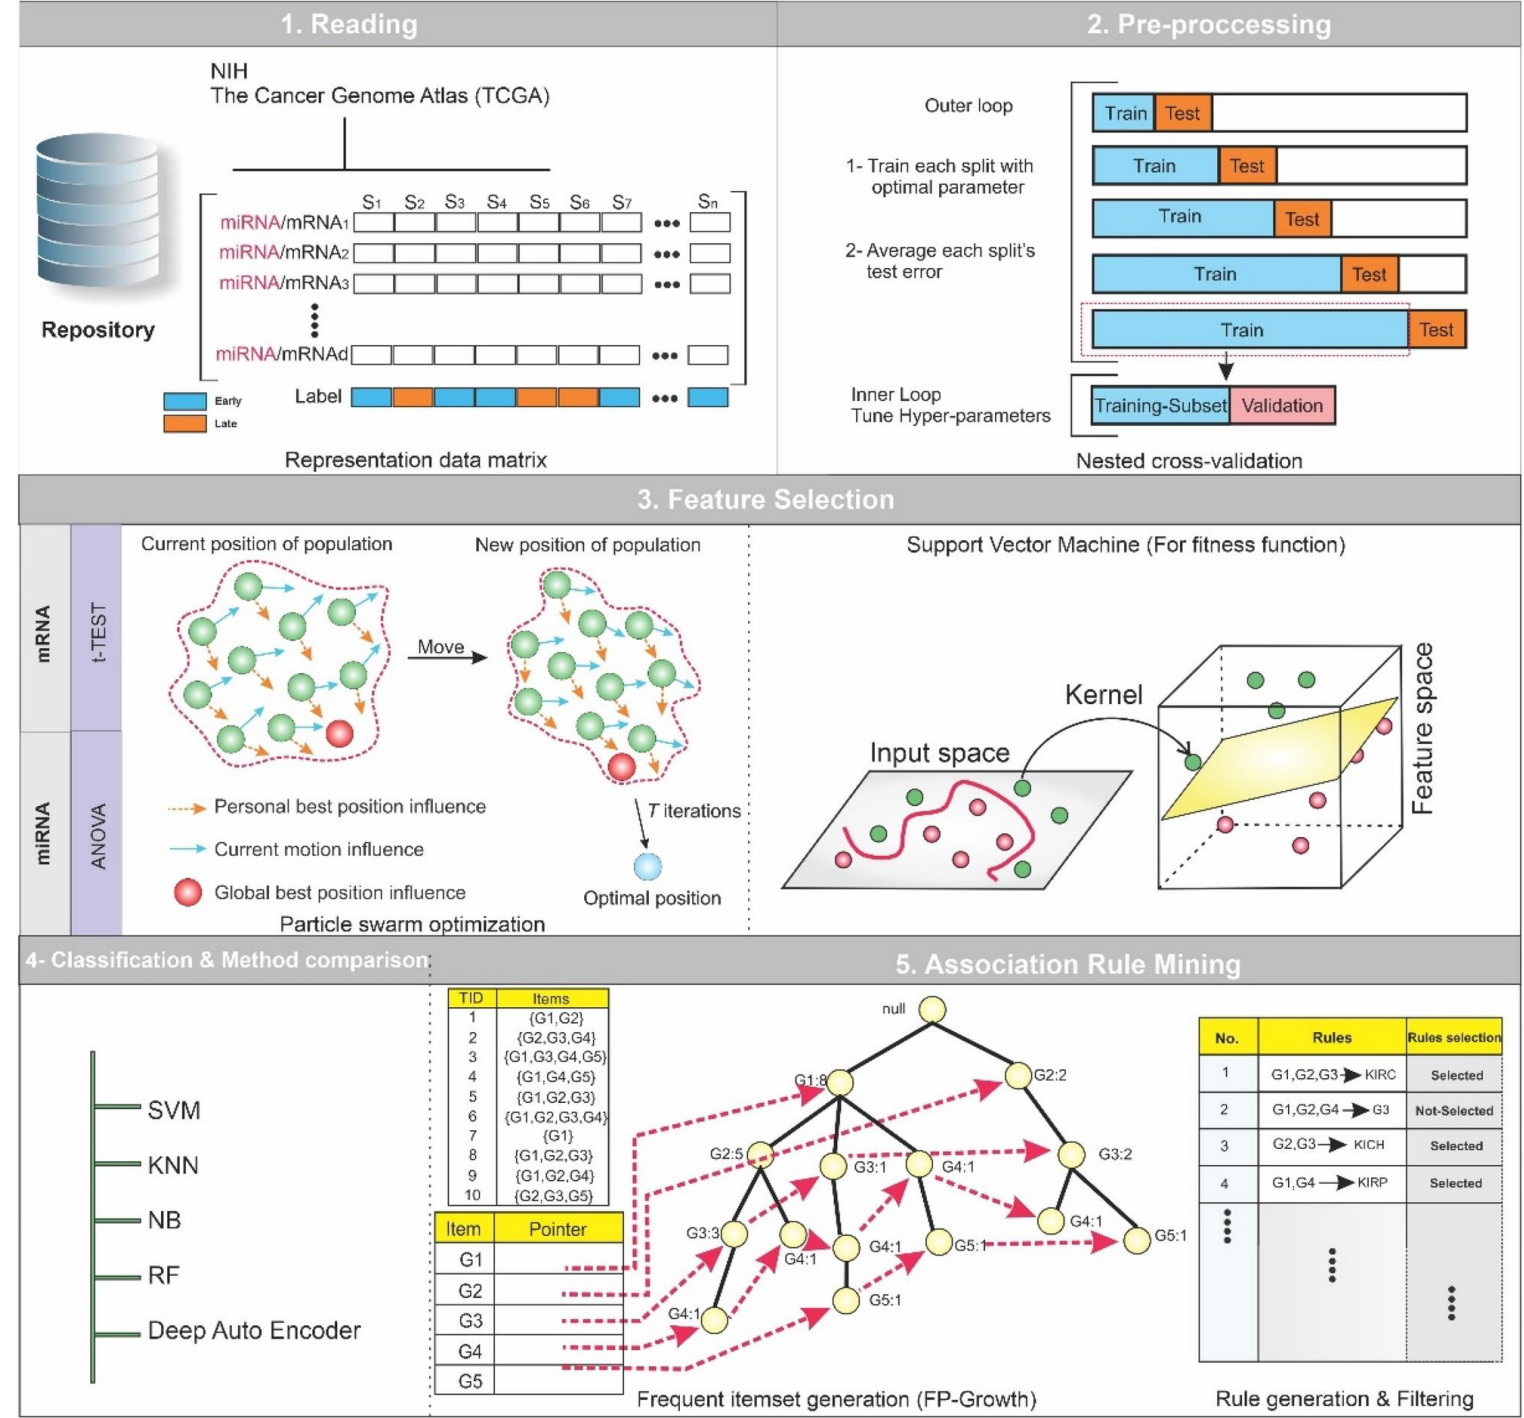 1. Reading
NIH
The Cancer Genome Atlas (TCGA)
Repository
S1 S2 S3 S4 S5 S6 S7 Sn
miRNA/mRNA1
miRNA/mRNA2
miRNA/mRNA3
miRNA/mRNAd
Label
Early
Late
Representation data matrix
2. Pre-proccessing
Outer loop
1- Train each split with
optimal parameter
2- Average each split's
test error
Train Test
Train Test
Train Test
Train Test
Train Test
Inner Loop
Tune Hyper-parameters
Training-Subset Validation
Nested cross-validation
3. Feature Selection
mRNA
t-TEST
miRNA
ANOVA
Current position of population
New position of population
Move
T iterations
Optimal position
Personal best position influence
Current motion influence
Global best position influence
Particle swarm optimization
Support Vector Machine (For fitness function)
Input space
Kernel
Feature space
4- Classification & Method comparison
SVM
KNN
NB
RF
Deep Auto Encoder
5. Association Rule Mining
TID Items
1 {G1,G2}
2 {G2,G3,G4}
3 {G1,G3,G4,G5}
4 {G1,G4,G5}
5 {G1,G2,G3}
6 {G1,G2,G3,G4}
7 {G1}
8 {G1,G2,G3}
9 {G1,G2,G4}
10 {G2,G3,G5}
Item Pointer
G1
G2
G3
G4
G5
null
G1:8
G2:2
G2:5
G3:1
G4:1
G3:2
G3:3
G4:1
G4:1
G5:1
G4:1
G5:1
G4:1
G5:1
Frequent itemset generation (FP-Growth)
No. Rules Rules selection
1 G1,G2,G3 KIRC Selected
2 G1,G2,G4 G3 Not-Selected
3 G2,G3 KICH Selected
4 G1,G4 KIRP Selected
Rule generation & Filtering